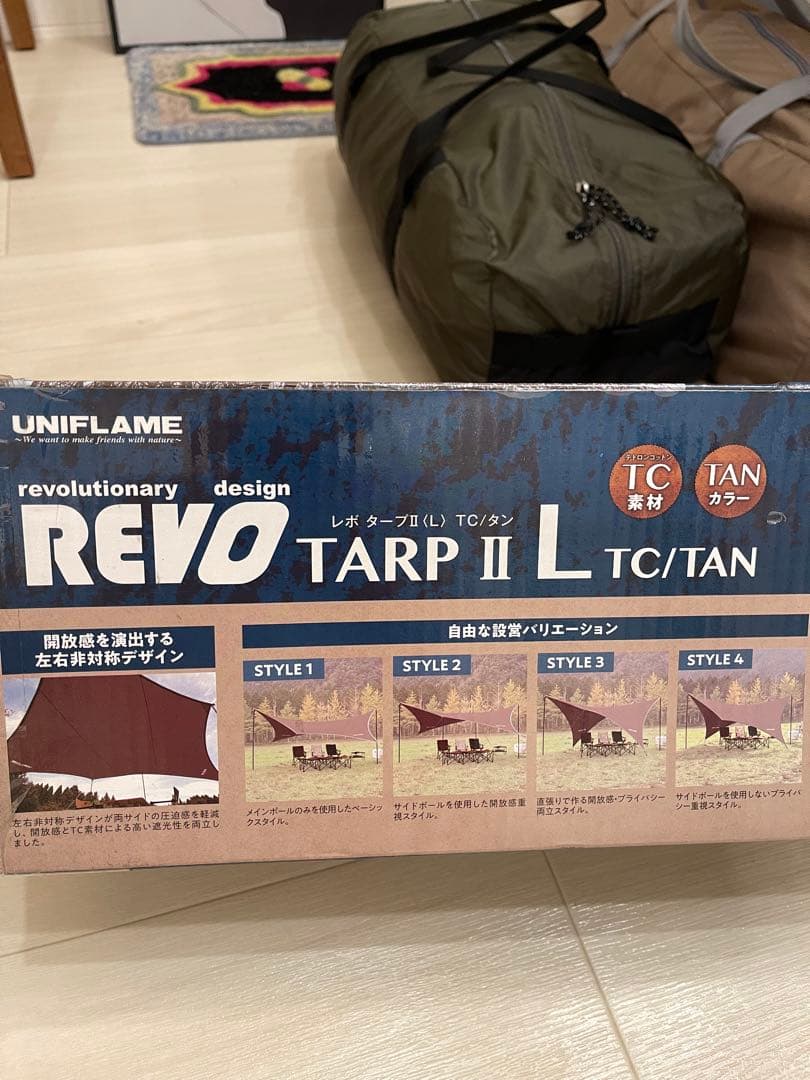 UNIFLAME
~We want to make friends with nature~
テトロンコットン
TC
素材
TAN
カラー
revolutionary design
レボ タープII〈L〉 TC/タン
REVO TARP II L TC/TAN
開放感を演出する
左右非対称デザイン
左右非対称デザインが両サイドの圧迫感を軽減
し、開放感とTC素材による高い遮光性を両立し
ました。
自由な設営バリエーション
STYLE 1
メインポールのみを使用したベーシッ
クスタイル。
STYLE 2
サイドポールを使用した開放感重
視スタイル。
STYLE 3
直張りで作る開放感・プライバシー
両立スタイル。
STYLE 4
サイドポールを使用しないプライバ
シー重視スタイル。